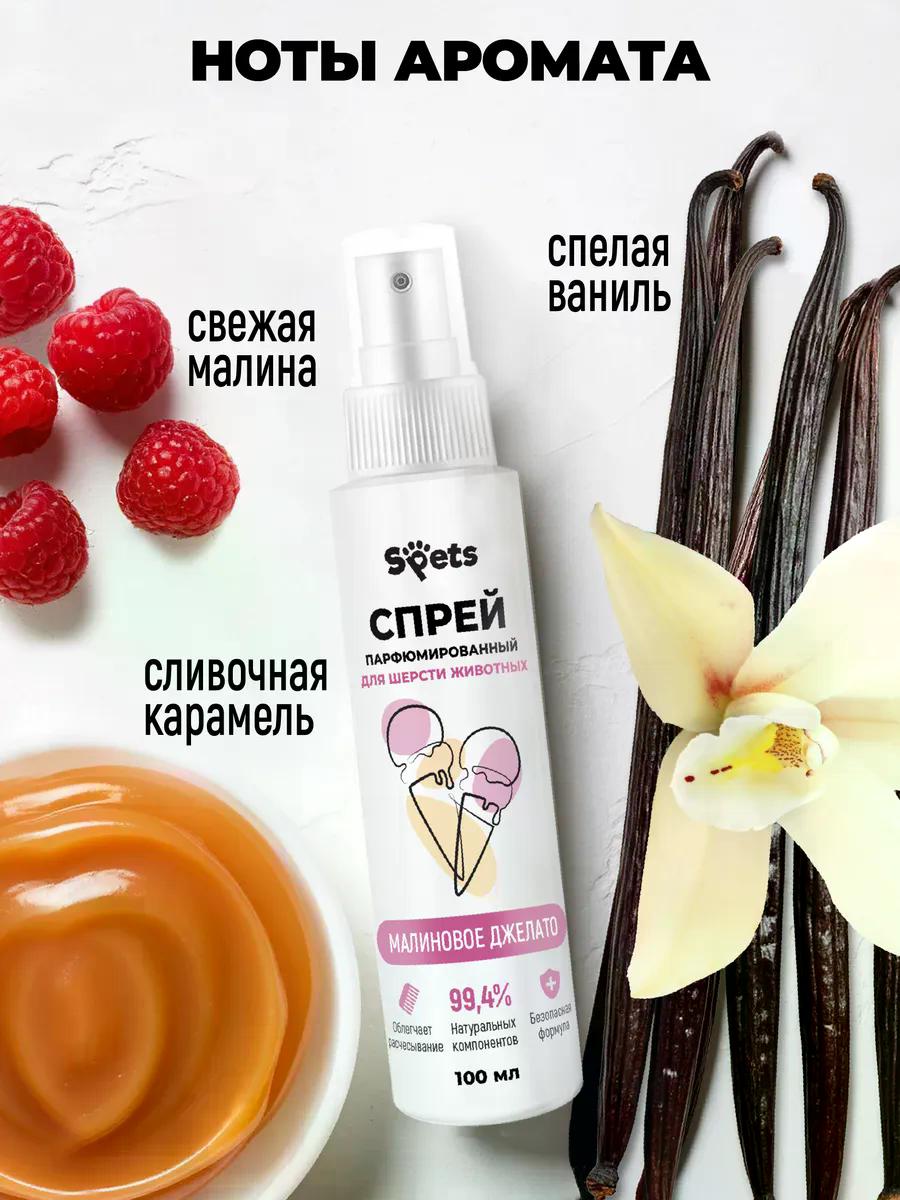 НОТЫ АРОМАТА
спелая
ваниль
свежая
малина
сливочная
карамель
Spets
СПРЕЙ
ПАРФЮМИРОВАННЫЙ
ДЛЯ ШЕРСТИ ЖИВОТНЫХ
МАЛИНОВОЕ ДЖЕЛАТО
Облегчает
расчесывание
99,4%
Натуральных
компонентов
Безопасная
формула
100 мл